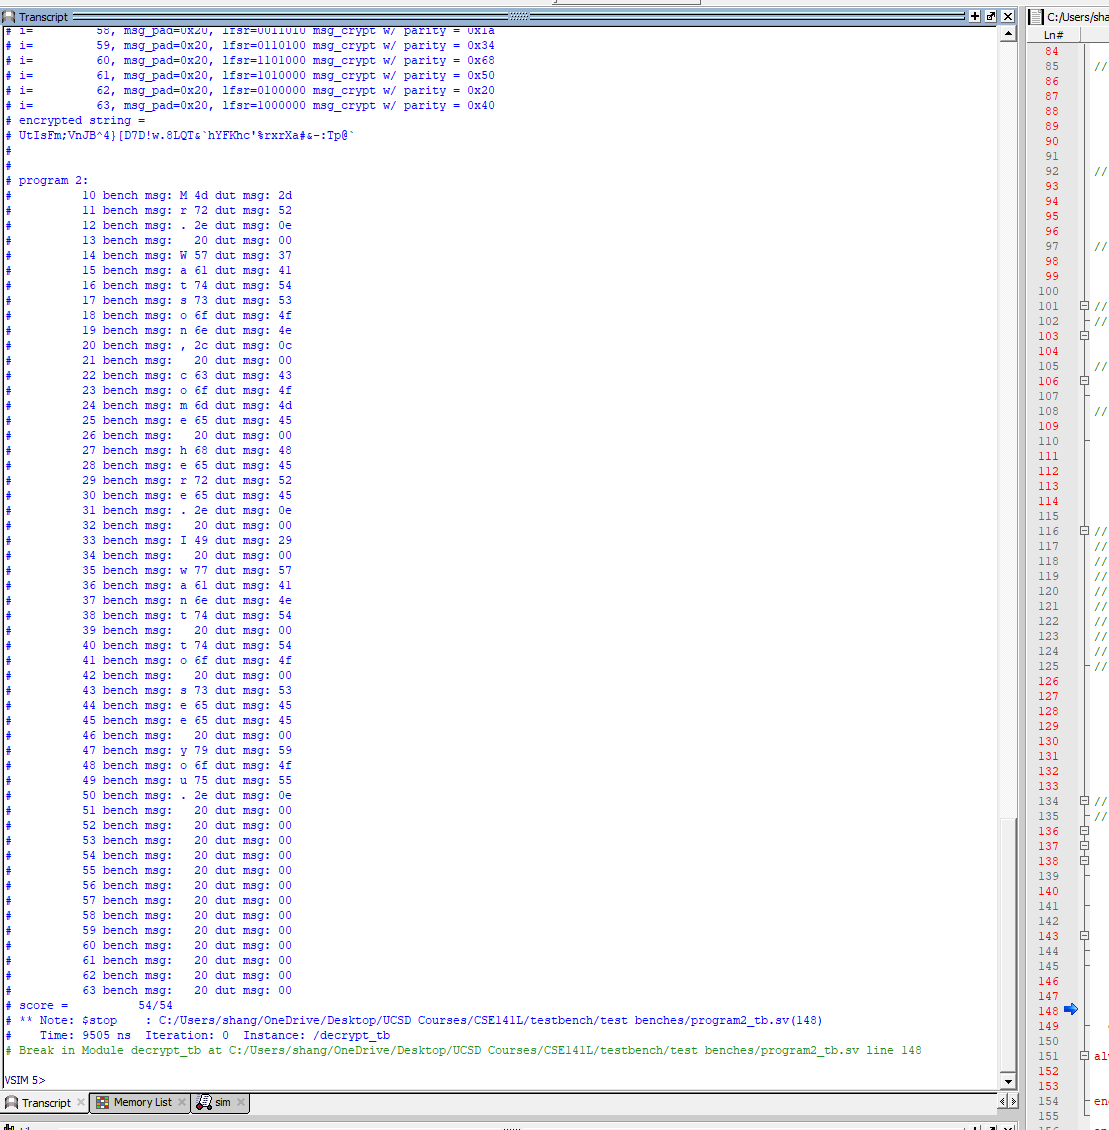 Transcript
# i= 58, msg_pad=0x20, lfsr=0011010 msg_crypt w/ parity = 0x1a
# i= 59, msg_pad=0x20, lfsr=0110100 msg_crypt w/ parity = 0x34
# i= 60, msg_pad=0x20, lfsr=1101000 msg_crypt w/ parity = 0x68
# i= 61, msg_pad=0x20, lfsr=1010000 msg_crypt w/ parity = 0x50
# i= 62, msg_pad=0x20, lfsr=0100000 msg_crypt w/ parity = 0x20
# i= 63, msg_pad=0x20, lfsr=1000000 msg_crypt w/ parity = 0x40
# encrypted string =
# UtIsFm;VnJB^4}[D7D!w.8LQT&`hYFKhc'%rxrXa#&-:Tp@`
#
#
# program 2:
# 10 bench msg: M 4d dut msg: 2d
# 11 bench msg: r 72 dut msg: 52
# 12 bench msg: . 2e dut msg: 0e
# 13 bench msg: 20 dut msg: 00
# 14 bench msg: W 57 dut msg: 37
# 15 bench msg: a 61 dut msg: 41
# 16 bench msg: t 74 dut msg: 54
# 17 bench msg: s 73 dut msg: 53
# 18 bench msg: o 6f dut msg: 4f
# 19 bench msg: n 6e dut msg: 4e
# 20 bench msg: , 2c dut msg: 0c
# 21 bench msg: 20 dut msg: 00
# 22 bench msg: c 63 dut msg: 43
# 23 bench msg: o 6f dut msg: 4f
# 24 bench msg: m 6d dut msg: 4d
# 25 bench msg: e 65 dut msg: 45
# 26 bench msg: 20 dut msg: 00
# 27 bench msg: h 68 dut msg: 48
# 28 bench msg: e 65 dut msg: 45
# 29 bench msg: r 72 dut msg: 52
# 30 bench msg: e 65 dut msg: 45
# 31 bench msg: . 2e dut msg: 0e
# 32 bench msg: 20 dut msg: 00
# 33 bench msg: I 49 dut msg: 29
# 34 bench msg: 20 dut msg: 00
# 35 bench msg: w 77 dut msg: 57
# 36 bench msg: a 61 dut msg: 41
# 37 bench msg: n 6e dut msg: 4e
# 38 bench msg: t 74 dut msg: 54
# 39 bench msg: 20 dut msg: 00
# 40 bench msg: t 74 dut msg: 54
# 41 bench msg: o 6f dut msg: 4f
# 42 bench msg: 20 dut msg: 00
# 43 bench msg: s 73 dut msg: 53
# 44 bench msg: e 65 dut msg: 45
# 45 bench msg: e 65 dut msg: 45
# 46 bench msg: 20 dut msg: 00
# 47 bench msg: y 79 dut msg: 59
# 48 bench msg: o 6f dut msg: 4f
# 49 bench msg: u 75 dut msg: 55
# 50 bench msg: . 2e dut msg: 0e
# 51 bench msg: 20 dut msg: 00
# 52 bench msg: 20 dut msg: 00
# 53 bench msg: 20 dut msg: 00
# 54 bench msg: 20 dut msg: 00
# 55 bench msg: 20 dut msg: 00
# 56 bench msg: 20 dut msg: 00
# 57 bench msg: 20 dut msg: 00
# 58 bench msg: 20 dut msg: 00
# 59 bench msg: 20 dut msg: 00
# 60 bench msg: 20 dut msg: 00
# 61 bench msg: 20 dut msg: 00
# 62 bench msg: 20 dut msg: 00
# 63 bench msg: 20 dut msg: 00
# score = 54/54
# ** Note: $stop : C:/Users/shang/OneDrive/Desktop/UCSD Courses/CSE141L/testbench/test benches/program2_tb.sv(148)
# Time: 9505 ns Iteration: 0 Instance: /decrypt_tb
# Break in Module decrypt_tb at C:/Users/shang/OneDrive/Desktop/UCSD Courses/CSE141L/testbench/test benches/program2_tb.sv line 148
VSIM 5>
Transcript
Memory List
sim
C:/Users/sha
Ln#
84
85 //
86
87
88
89
90
91
92 //
93
94
95
96
97 //
98
99
100
101 //
102 //
103
104
105 //
106
107
108 //
109
110
111
112
113
114
115
116 //
117 //
118 //
119 //
120 //
121 //
122 //
123 //
124 //
125 //
126
127
128
129
130
131
132
133
134 //
135 //
136
137
138
139
140
141
142
143
144
145
146
147
148
149
150
151 alw
152
153
154 end
155